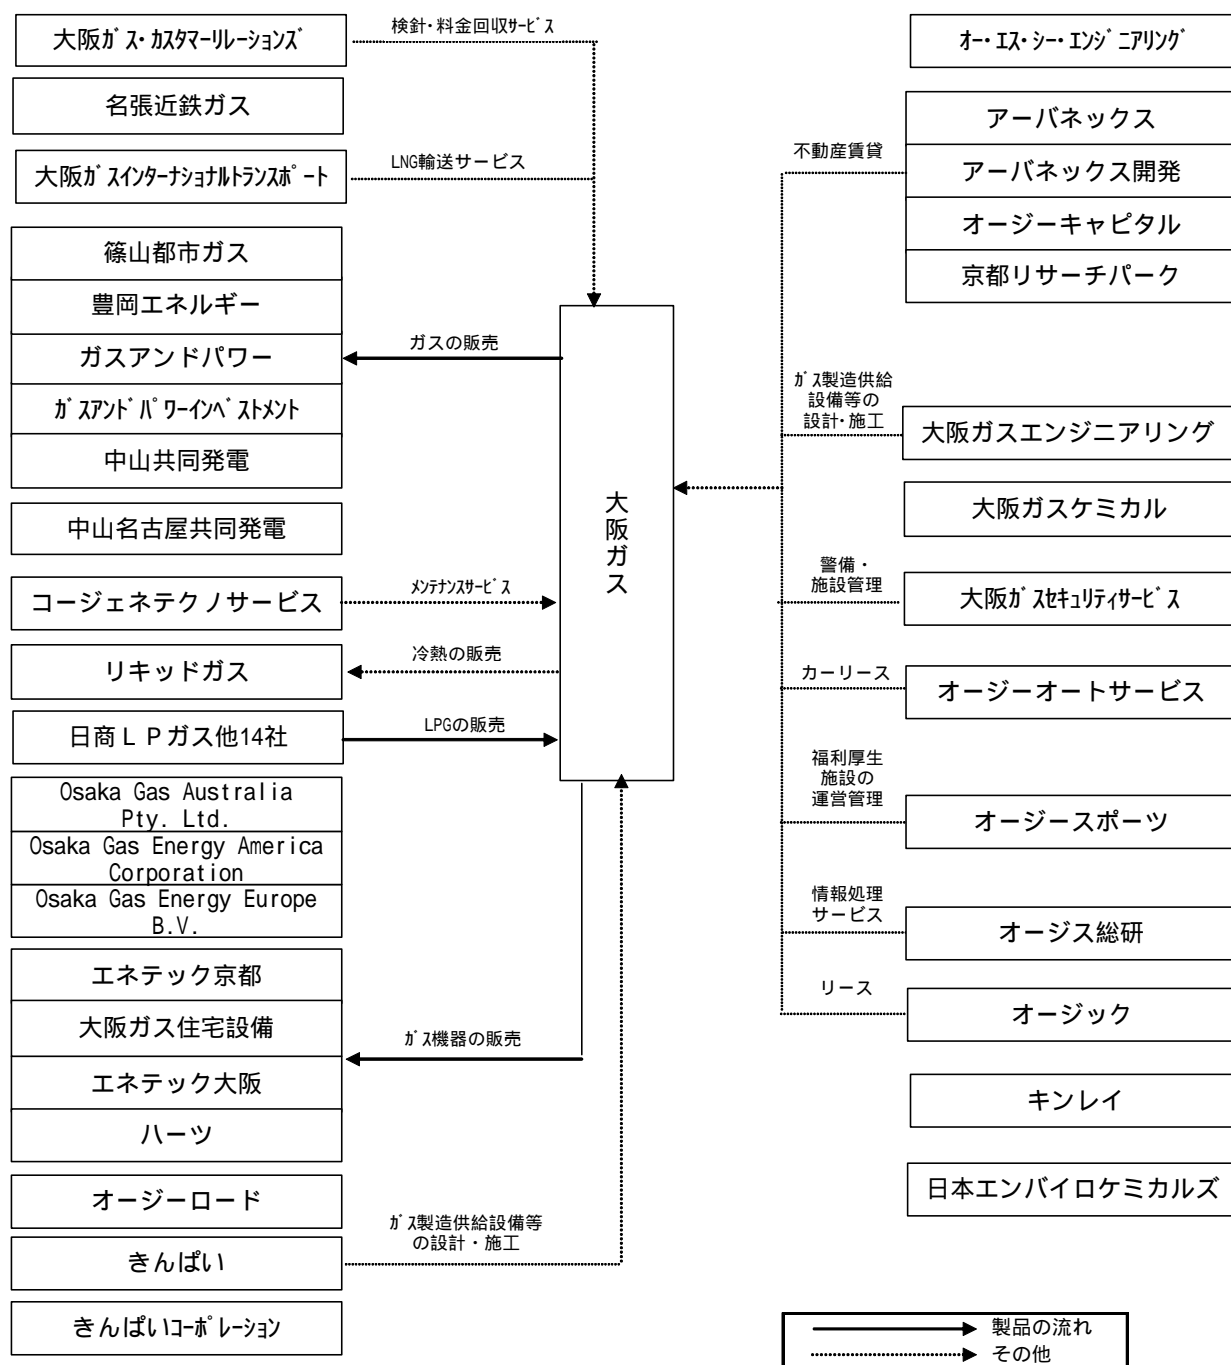 大阪ガス・カスタマーリレーションズ
検針・料金回収サービス
名張近鉄ガス
大阪ガスインターナショナルトランスポート
LNG輸送サービス
篠山都市ガス
豊岡エネルギー
ガスアンドパワー
ガスアンドパワーインベストメント
中山共同発電
ガスの販売
中山名古屋共同発電
コージェネテクノサービス
メンテナンスサービス
リキッドガス
冷熱の販売
日商ＬＰガス他14社
LPGの販売
Osaka Gas Australia
Pty. Ltd.
Osaka Gas Energy America
Corporation
Osaka Gas Energy Europe
B.V.
エネテック京都
大阪ガス住宅設備
エネテック大阪
ハーツ
ガス機器の販売
オージーロード
きんぱい
ガス製造供給設備等
の設計・施工
きんぱいコーポレーション
大阪ガス
オー・エス・シー・エンジニアリング
アーバネックス
アーバネックス開発
オージーキャピタル
京都リサーチパーク
不動産賃貸
ガス製造供給
設備等の
設計・施工
大阪ガスエンジニアリング
大阪ガスケミカル
警備・
施設管理
大阪ガスセキュリティサービス
カーリース
オージーオートサービス
福利厚生
施設の
運営管理
オージースポーツ
情報処理
サービス
オージス総研
リース
オージック
キンレイ
日本エンバイロケミカルズ
製品の流れ
その他